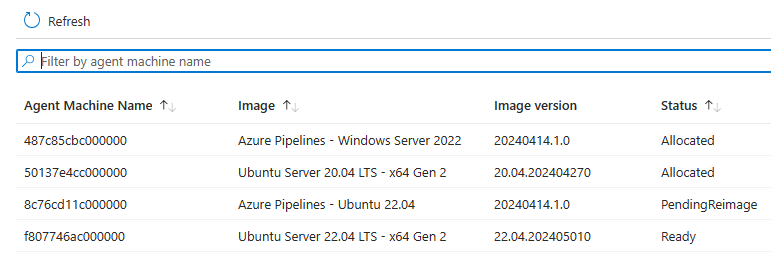 Refresh
Filter by agent machine name
Agent Machine Name ↑↓ Image ↑↓ Image version Status ↑↓
487c85cbc000000 Azure Pipelines - Windows Server 2022 20240414.1.0 Allocated
50137e4cc000000 Ubuntu Server 20.04 LTS - x64 Gen 2 20.04.202404270 Allocated
8c76cd11c000000 Azure Pipelines - Ubuntu 22.04 20240414.1.0 PendingReimage
f807746ac000000 Ubuntu Server 22.04 LTS - x64 Gen 2 22.04.202405010 Ready